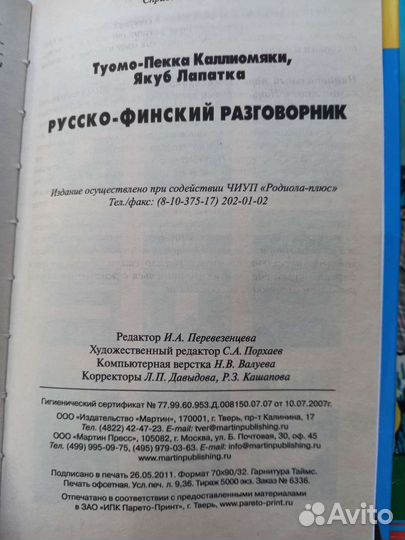 Туомо-Пекка Каллиомяки,
Якуб Лапатка
РУССКО-ФИНСКИЙ РАЗГОВОРНИК
Издание осуществлено при содействии ЧИУП «Родиола-плюс»
Тел./факс: (8-10-375-17) 202-01-02
Редактор И.А. Перевезенцева
Художественный редактор С.А. Порхаев
Компьютерная верстка Н.В. Валуева
Корректоры Л.П. Давыдова, Р.З. Кашапова
Гигиенический сертификат № 77.99.60.953.Д.008150.07.07 от 10.07.2007г.
ООО «Издательство «Мартин», 170001, г. Тверь, пр-т Калинина, 17
Тел. (4822) 42-47-23. E-mail: tver@martinpublishing.ru
ООО «Мартин Пресс», 105082, г. Москва, ул. Б. Почтовая, 30, оф. 45
Тел. (499) 995-09-75, (495) 979-03-63. E-mail: info@martinpublishing.ru
www.martinpublishing.ru
Подписано в печать 26.05.2011. Формат 70x90/32. Гарнитура Таймс.
Печать офсетная. Усл. печ. л. 9,36. Тираж 5000 экз. Заказ № 6336.
Отпечатано в соответствии с предоставленными материалами
в ЗАО «ИПК Парето-Принт», г. Тверь, www.pareto-print.ru
Avito